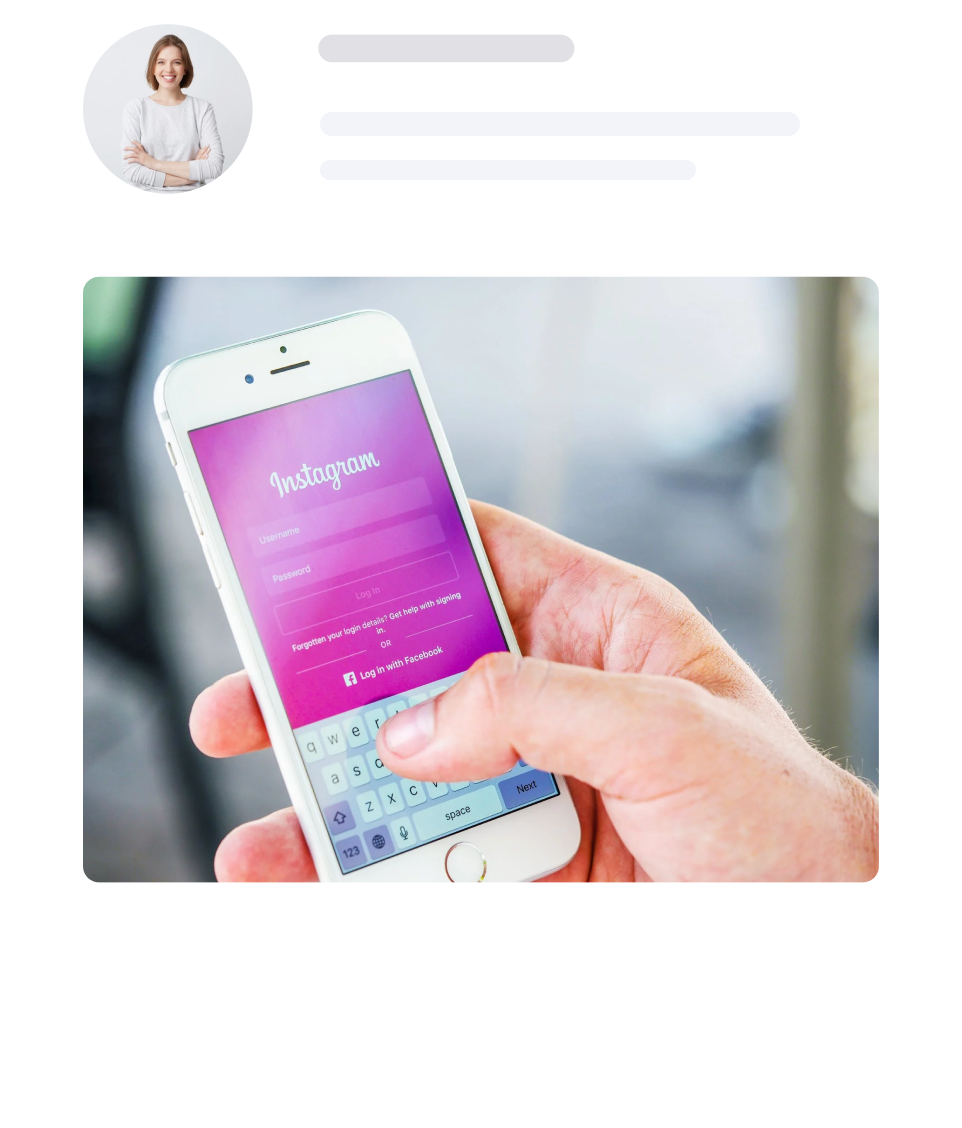 Instagram
Username
Password
Log In
Forgotten your login details? Get help with signing
in.
OR
Log in with Facebook
q w e r
a s
z x c v
123 space Next